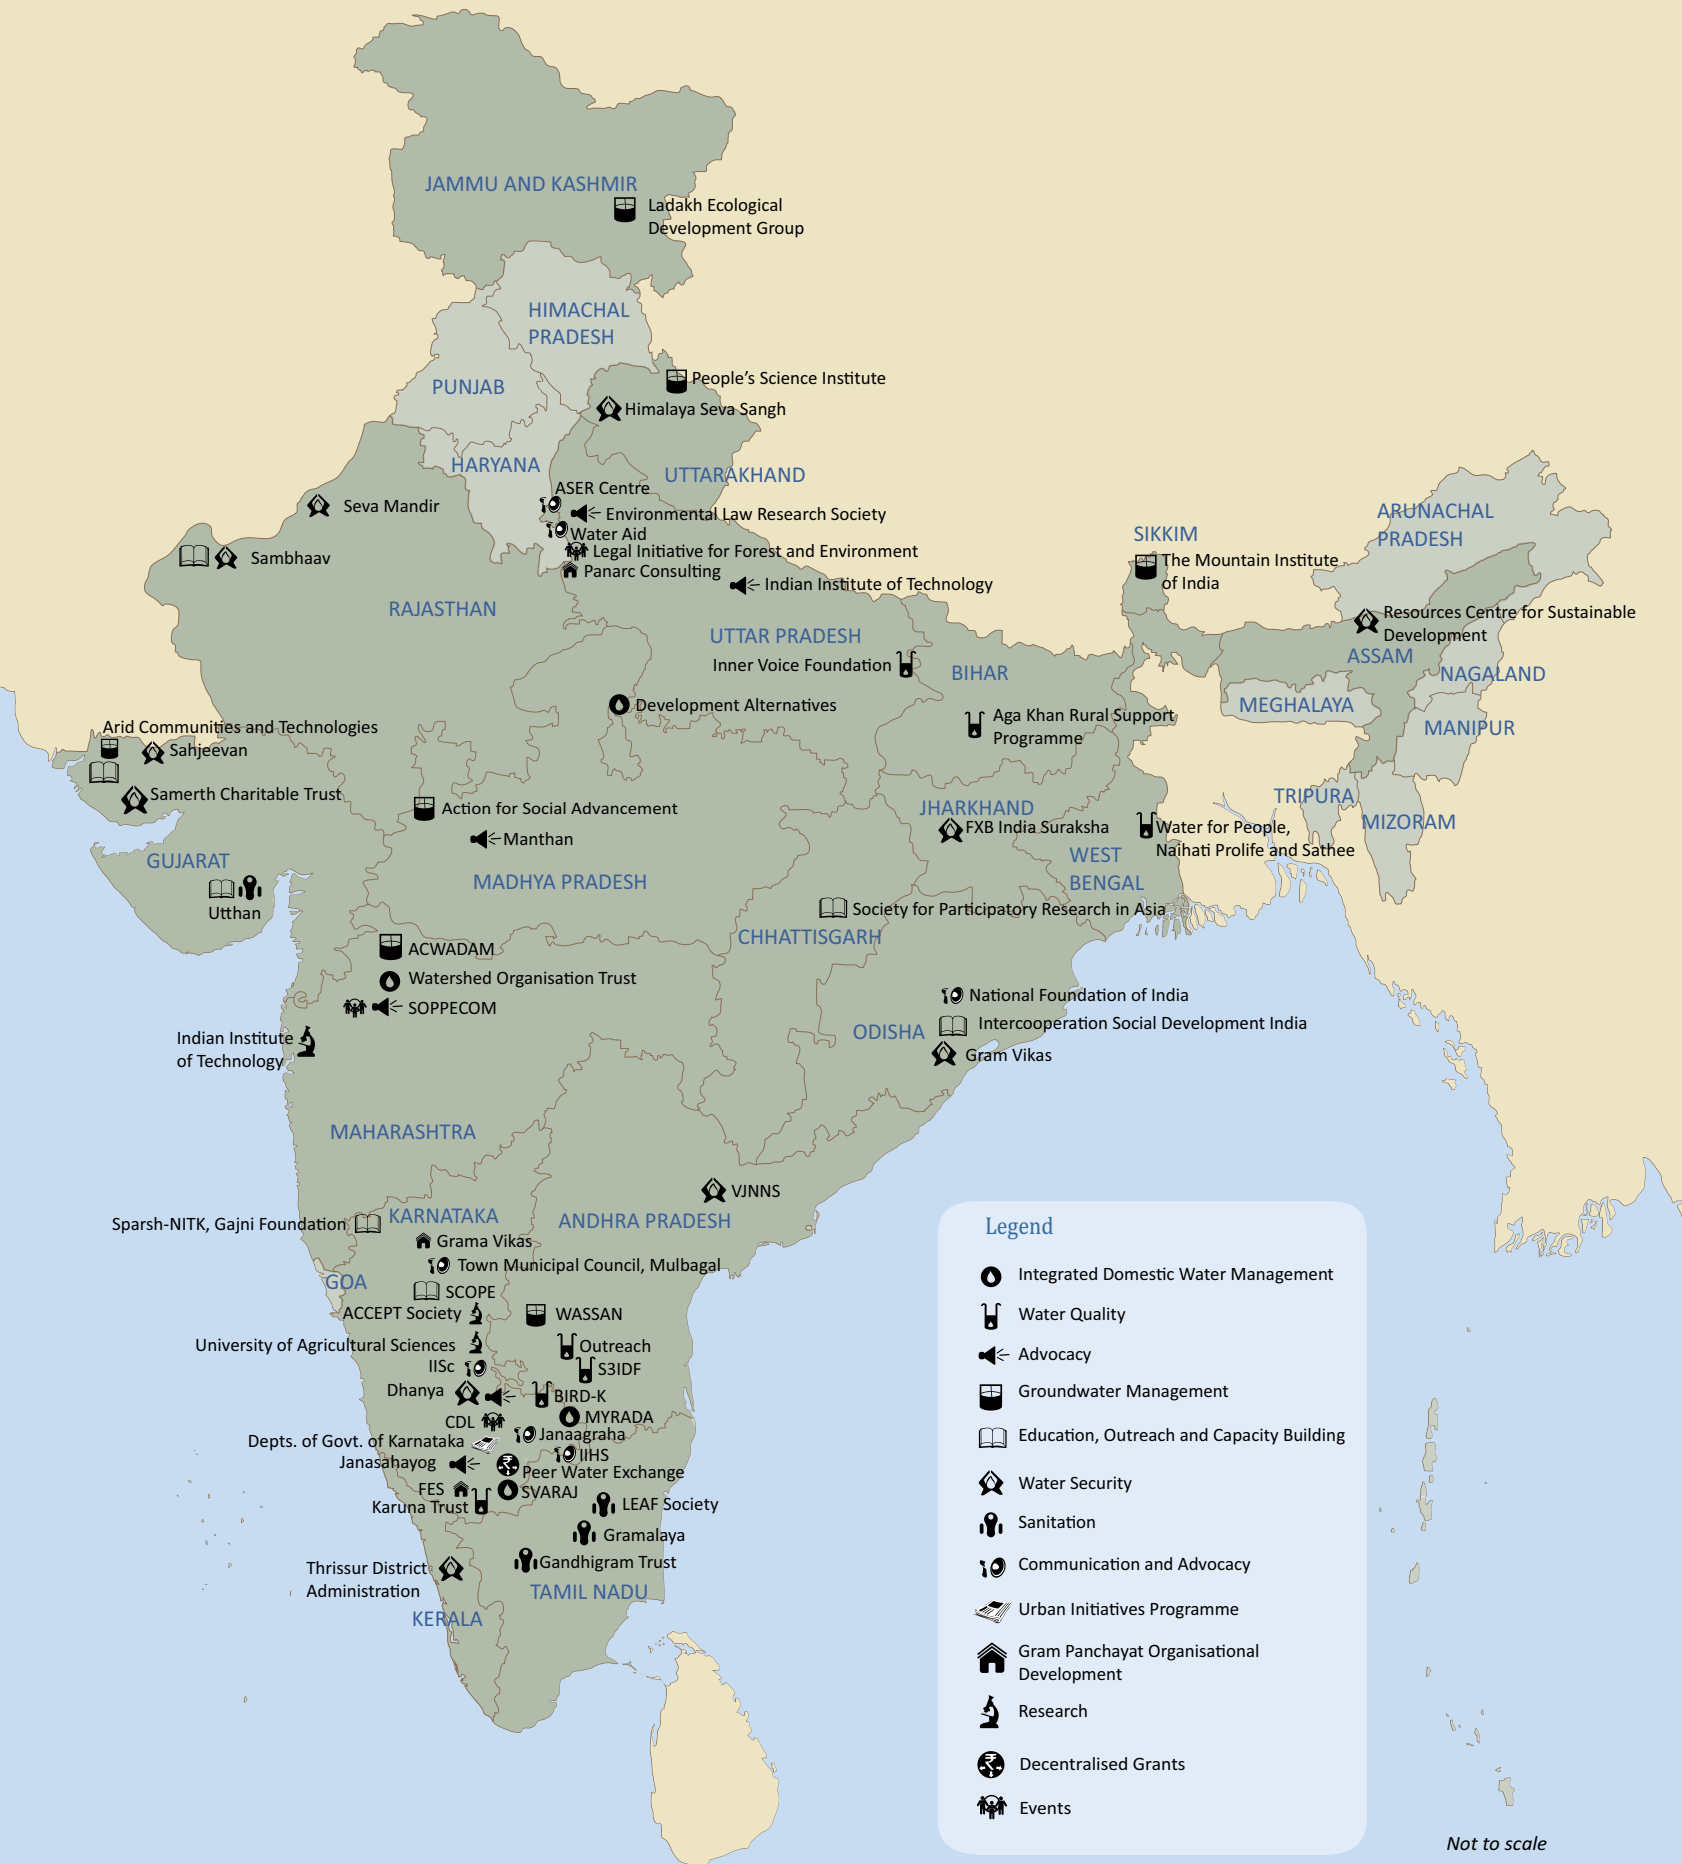 JAMMU AND KASHMIR
Ladakh Ecological
Development Group
HIMACHAL
PRADESH
People's Science Institute
PUNJAB
Himalaya Seva Sangh
HARYANA
UTTARAKHAND
ASER Centre
Seva Mandir
Environmental Law Research Society
ARUNACHAL
PRADESH
Water Aid
SIKKIM
Legal Initiative for Forest and Environment
Sambhaav
The Mountain Institute
of India
Panarc Consulting
Indian Institute of Technology
RAJASTHAN
Resources Centre for Sustainable
Development
UTTAR PRADESH
ASSAM
Inner Voice Foundation
BIHAR
NAGALAND
Development Alternatives
MEGHALAYA
Aga Khan Rural Support
Programme
Arid Communities and Technologies
MANIPUR
Sahjeevan
Samerth Charitable Trust
TRIPURA
Action for Social Advancement
JHARKHAND
MIZORAM
FXB India Suraksha
Water for People,
Naihati Prolife and Sathee
Manthan
GUJARAT
WEST
BENGAL
MADHYA PRADESH
Utthan
Society for Participatory Research in Asia
CHHATTISGARH
ACWADAM
Watershed Organisation Trust
National Foundation of India
SOPPECOM
Intercooperation Social Development India
ODISHA
Indian Institute
of Technology
Gram Vikas
MAHARASHTRA
VJNNS
KARNATAKA
ANDHRA PRADESH
Sparsh-NITK, Gajni Foundation
Grama Vikas
Town Municipal Council, Mulbagal
GOA
SCOPE
ACCEPT Society
WASSAN
University of Agricultural Sciences
Outreach
IISc
S3IDF
Dhanya
BIRD-K
CDL
MYRADA
Janaagraha
Depts. of Govt. of Karnataka
IIHS
Janasahayog
Peer Water Exchange
FES
SVARAJ
Karuna Trust
LEAF Society
Gramalaya
Gandhigram Trust
Thrissur District
Administration
TAMIL NADU
KERALA
Legend
Integrated Domestic Water Management
Water Quality
Advocacy
Groundwater Management
Education, Outreach and Capacity Building
Water Security
Sanitation
Communication and Advocacy
Urban Initiatives Programme
Gram Panchayat Organisational
Development
Research
Decentralised Grants
Events
Not to scale